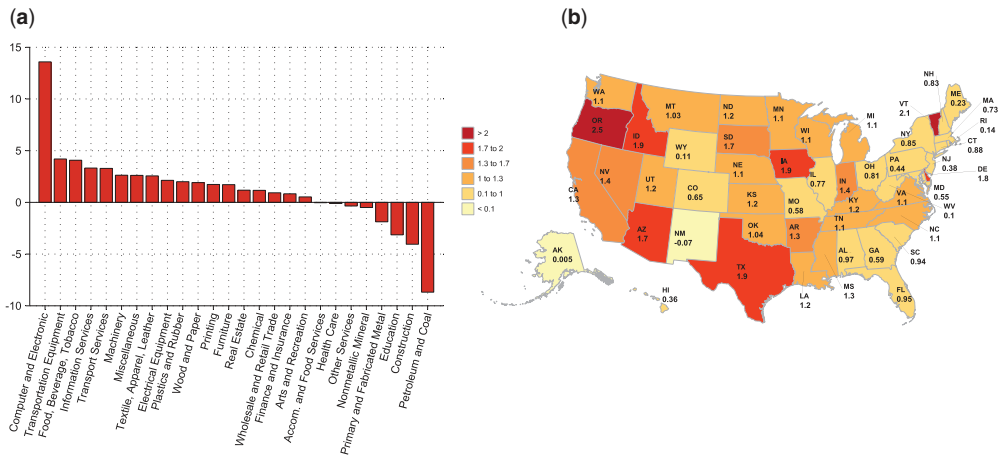 (a)
15
10
5
0
-5
-10
Computer and Electronic
Transportation Equipment
Food, Beverage, Tobacco
Information Services
Transport Services
Machinery
Miscellaneous
Textile, Apparel, Leather
Electrical Equipment
Plastics and Rubber
Wood and Paper
Printing
Furniture
Real Estate
Chemical
Wholesale and Retail Trade
Finance and Insurance
Arts and Recreation
Accom. and Food Services
Health Care
Other Services
Nonmetallic Mineral
Primary and Fabricated Metal
Education
Construction
Petroleum and Coal
(b)
> 2
1.7 to 2
1.3 to 1.7
1 to 1.3
0.1 to 1
< 0.1
WA
1.1
OR
2.5
ID
1.9
MT
1.03
ND
1.2
MN
1.1
SD
1.7
WI
1.1
MI
1.1
WY
0.11
NV
1.4
UT
1.2
CO
0.65
NE
1.1
IA
1.9
IL
0.77
IN
1.4
OH
0.81
PA
0.44
NY
0.85
VT
2.1
NH
0.83
ME
0.23
MA
0.73
RI
0.14
CT
0.88
NJ
0.38
DE
1.8
MD
0.55
WV
0.1
VA
1.1
NC
1.1
SC
0.94
CA
1.3
AZ
1.7
NM
-0.07
KS
1.2
MO
0.58
KY
1.2
TN
1.1
OK
1.04
AR
1.3
TX
1.9
LA
1.2
MS
1.3
AL
0.97
GA
0.59
FL
0.95
AK
0.005
HI
0.36